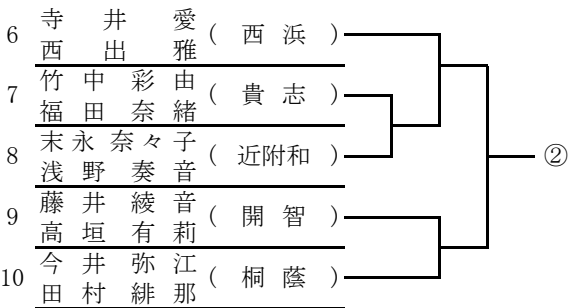 6 寺井愛 西出雅 (西浜)
7 竹中彩由 福田奈緒 (貴志)
8 末永奈々子 浅野奏音 (近附和)
②
9 藤井綾音 高垣有莉 (開智)
10 今井弥江 田村緋那 (桐蔭)